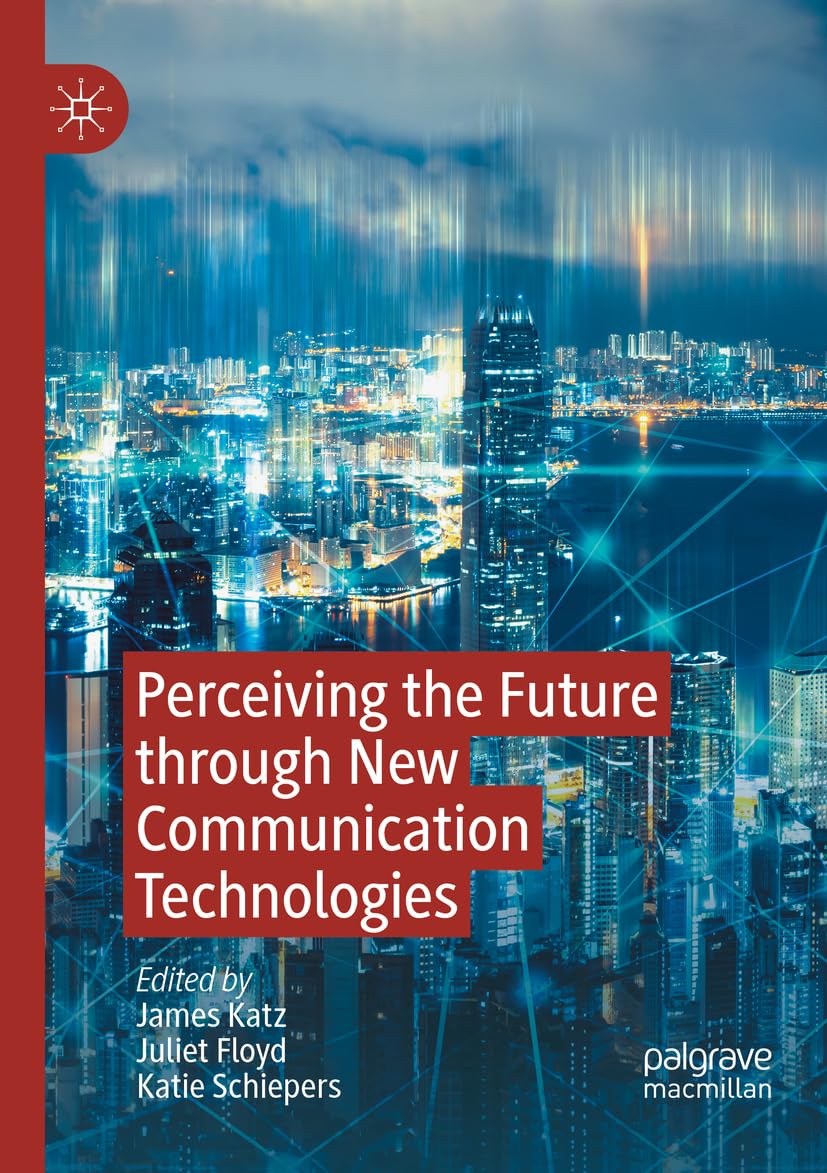 Perceiving the Future
through New
Communication
Technologies
Edited by
James Katz
Juliet Floyd
Katie Schiepers
palgrave
macmillan